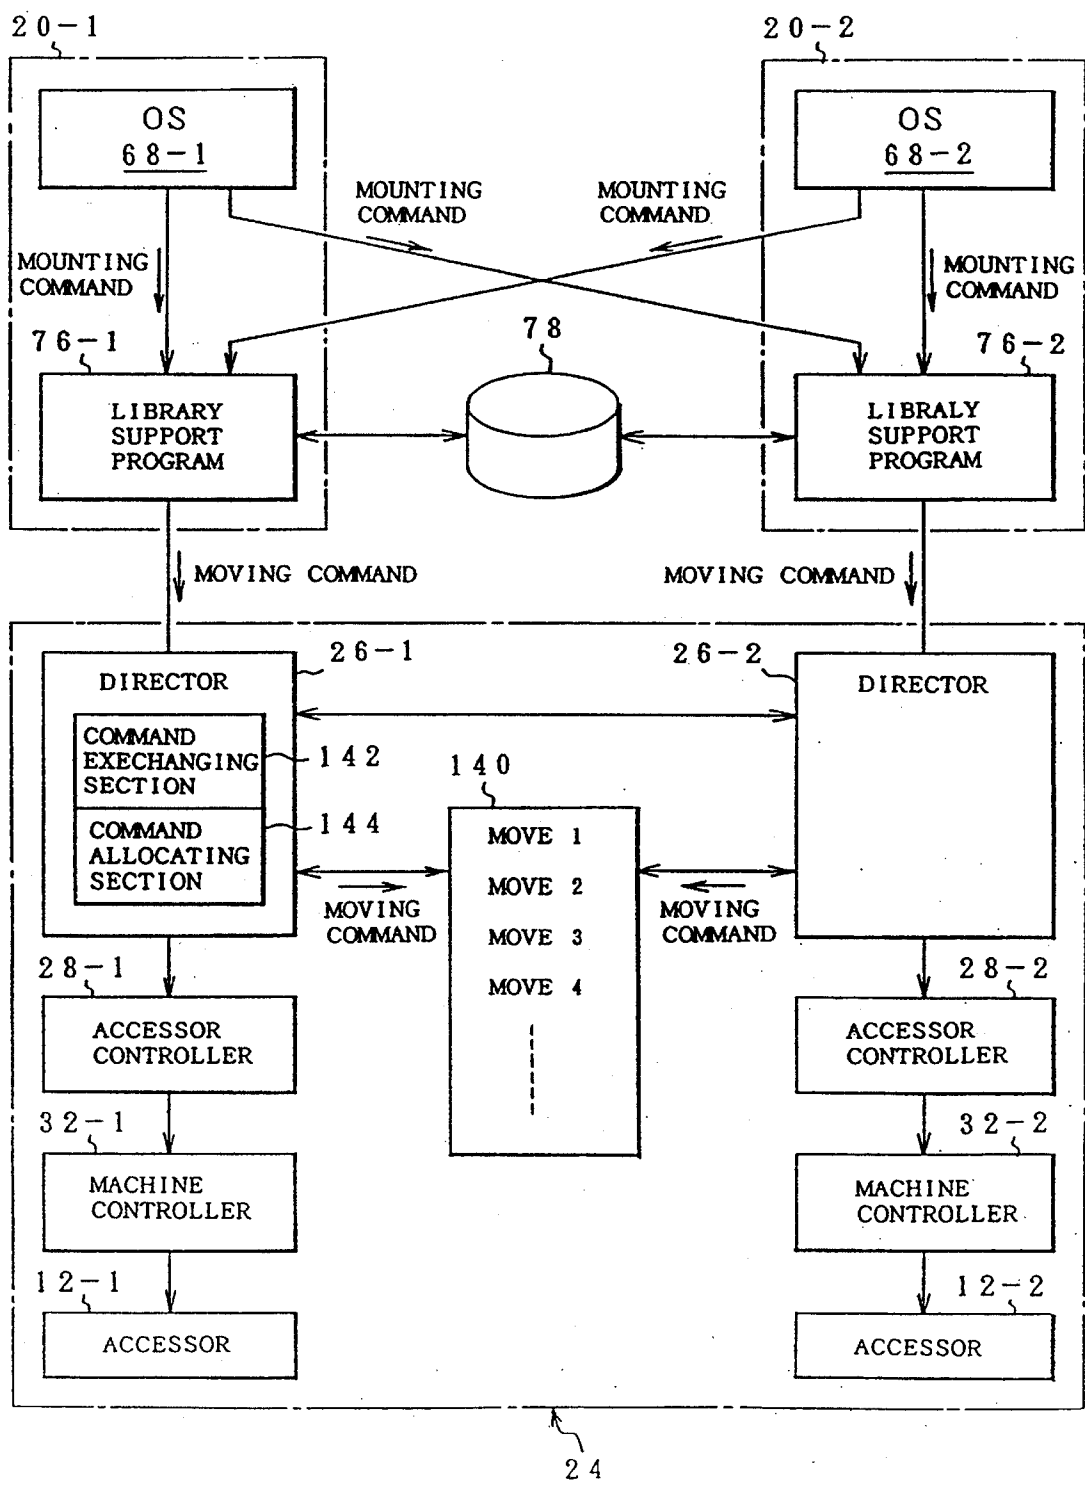 20-1
20-2
OS
68-1
OS
68-2
MOUNTING
COMMAND
MOUNTING
COMMAND
MOUNTING
COMMAND
MOUNTING
COMMAND
76-1
78
76-2
LIBRARY
SUPPORT
PROGRAM
LIBRALY
SUPPORT
PROGRAM
MOVING COMMAND
MOVING COMMAND
26-1
26-2
DIRECTOR
DIRECTOR
COMMAND
EXECHANGING
SECTION
142
140
COMMAND
ALLOCATING
SECTION
144
MOVE 1
MOVE 2
MOVE 3
MOVE 4
MOVING
COMMAND
MOVING
COMMAND
28-1
28-2
ACCESSOR
CONTROLLER
ACCESSOR
CONTROLLER
32-1
32-2
MACHINE
CONTROLLER
MACHINE
CONTROLLER
12-1
12-2
ACCESSOR
ACCESSOR
24